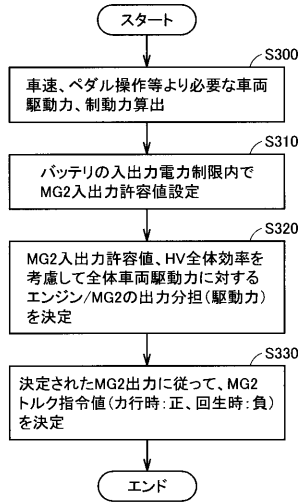 スタート
S300
車速、ペダル操作等より必要な車両
駆動力、制動力算出
S310
バッテリの入出力電力制限内で
MG2入出力許容値設定
S320
MG2入出力許容値、HV全体効率を
考慮して全体車両駆動力に対する
エンジン/MG2の出力分担(駆動力)
を決定
S330
決定されたMG2出力に従って、MG2
トルク指令値(力行時:正、回生時:負)
を決定
エンド